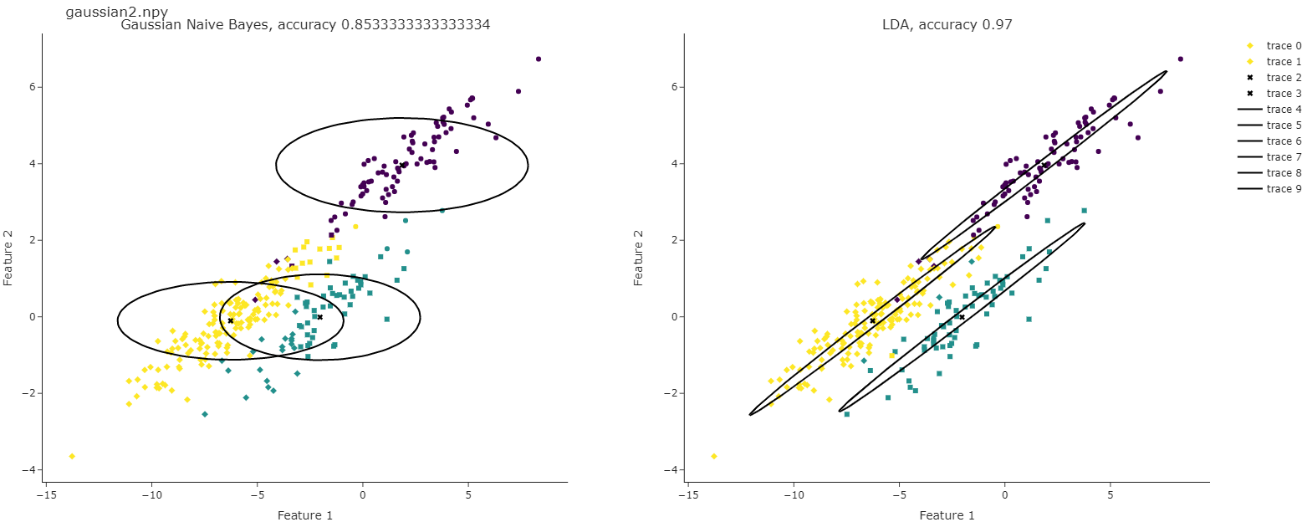 gaussian2.npy
Gaussian Naive Bayes, accuracy 0.8533333333333334
LDA, accuracy 0.97
Feature 2
6
4
2
0
−2
−4
−15
−10
−5
0
5
Feature 1
Feature 2
6
4
2
0
−2
−4
−15
−10
−5
0
5
Feature 1
trace 0
trace 1
trace 2
trace 3
trace 4
trace 5
trace 6
trace 7
trace 8
trace 9